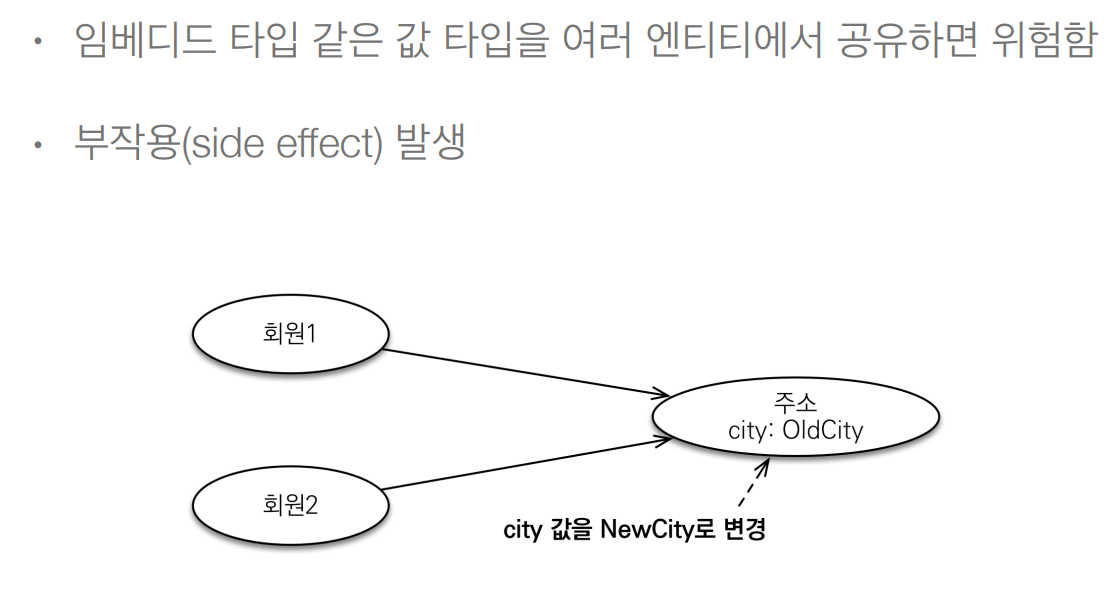 • 임베디드 타입 같은 값 타입을 여러 엔티티에서 공유하면 위험함
• 부작용(side effect) 발생
회원1
주소
city: OldCity
회원2
city 값을 NewCity로 변경